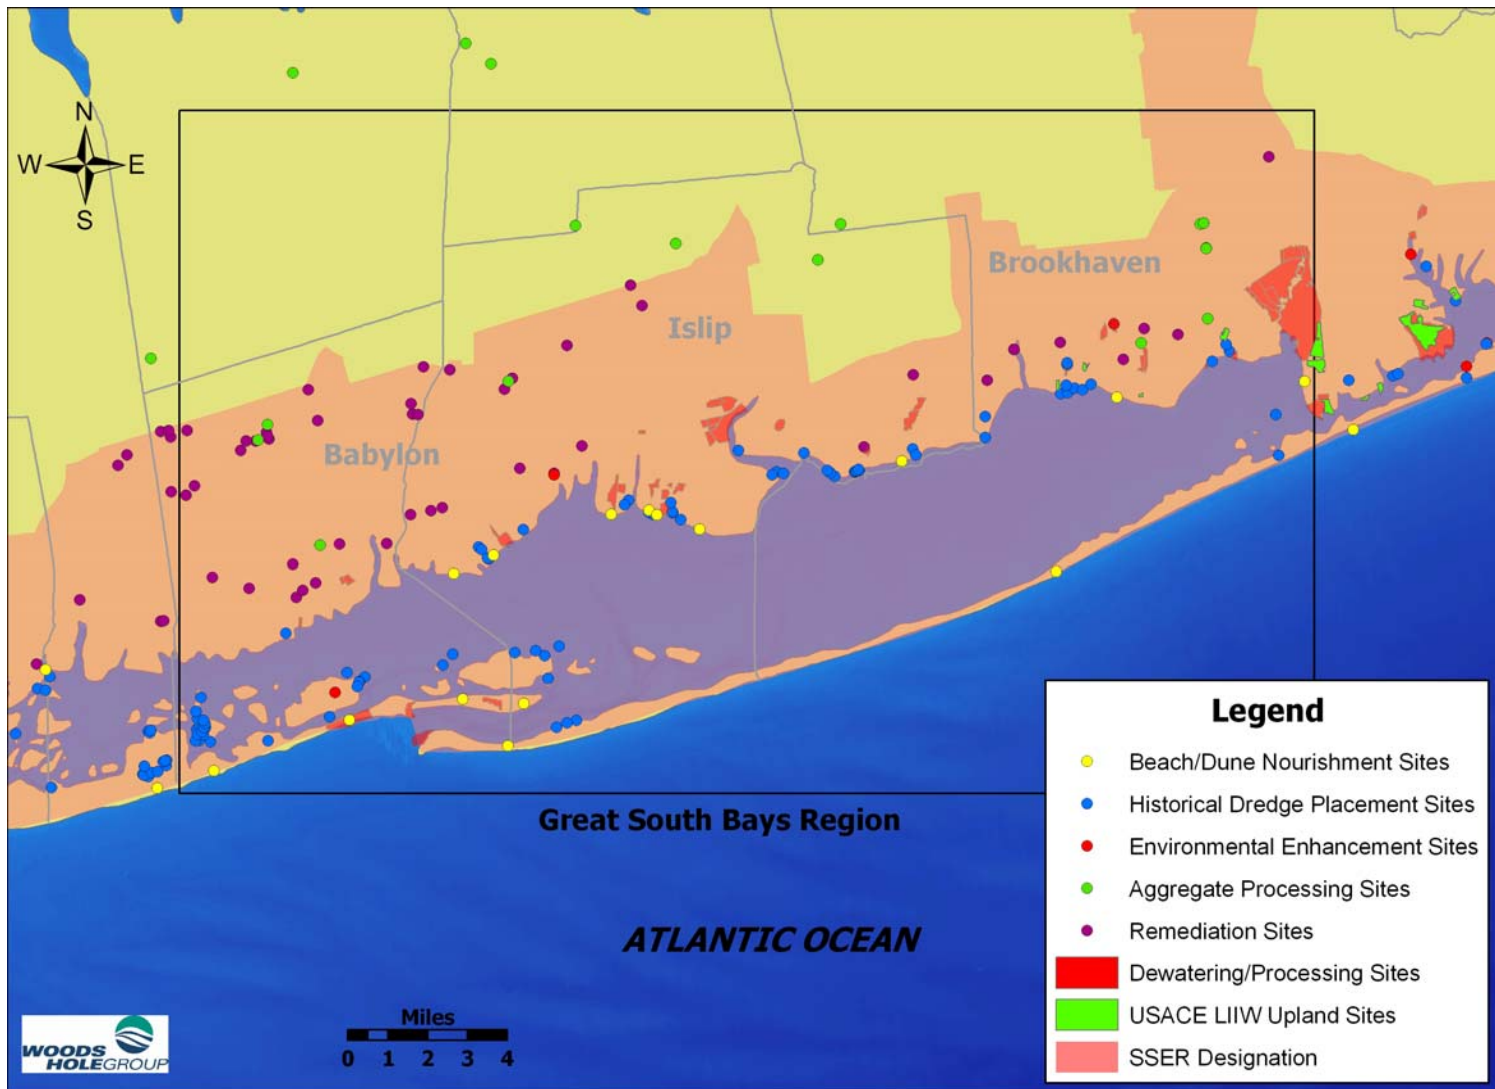 N
W E
S
Brookhaven
Islip
Babylon
Great South Bays Region
ATLANTIC OCEAN
Miles
0 1 2 3 4
WOODS
HOLEGROUP
Legend
Beach/Dune Nourishment Sites
Historical Dredge Placement Sites
Environmental Enhancement Sites
Aggregate Processing Sites
Remediation Sites
Dewatering/Processing Sites
USACE LIIW Upland Sites
SSER Designation